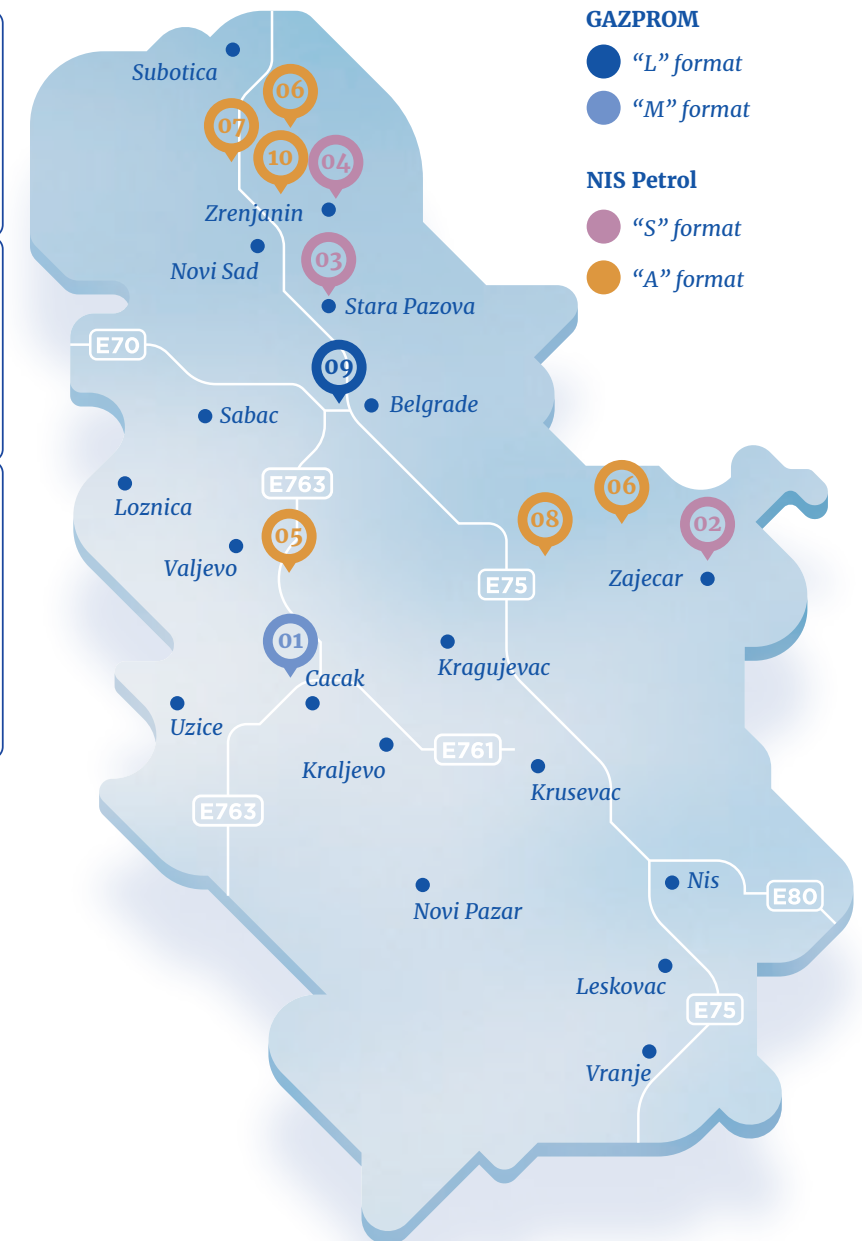 GAZPROM
“L” format
“M” format
NIS Petrol
“S” format
“A” format
Subotica
06
07
10
04
Zrenjanin
Novi Sad
03
Stara Pazova
E70
09
Belgrade
Sabac
E763
Loznica
06
08
02
05
Valjevo
E75
Zajecar
01
Kragujevac
Cacak
Uzice
E761
Kraljevo
Krusevac
E763
Nis
E80
Novi Pazar
Leskovac
E75
Vranje